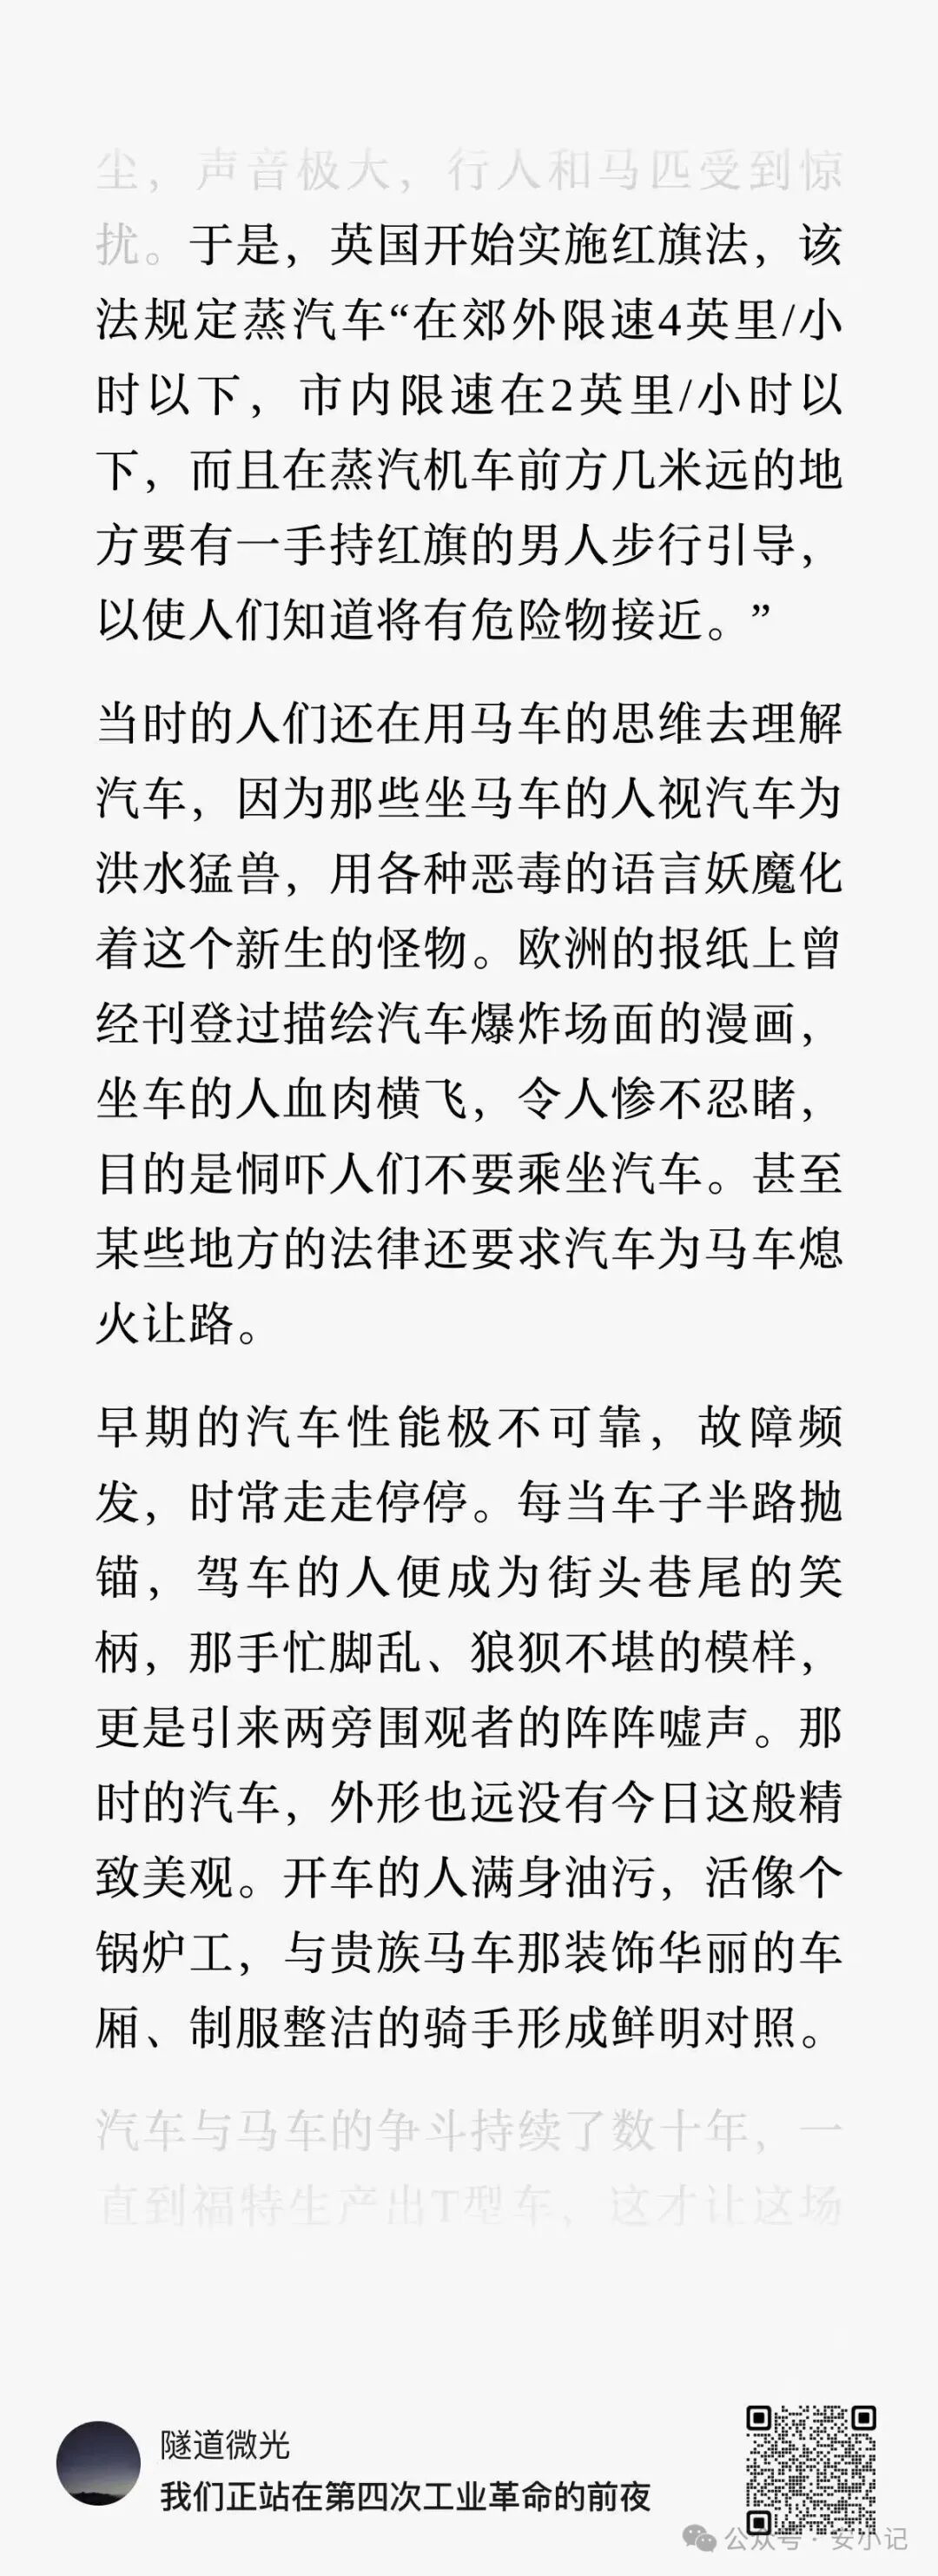 尘，声音极大，行人和马匹受到惊
扰。于是，英国开始实施红旗法，该
法规定蒸汽车“在郊外限速4英里/小
时以下，市内限速在2英里/小时以
下，而且在蒸汽机车前方几米远的地
方要有一手持红旗的男人步行引导，
以使人们知道将有危险物接近。”
当时的人们还在用马车的思维去理解
汽车，因为那些坐马车的人视汽车为
洪水猛兽，用各种恶毒的语言妖魔化
着这个新生的怪物。欧洲的报纸上曾
经刊登过描绘汽车爆炸场面的漫画，
坐车的人血肉横飞，令人惨不忍睹，
目的是恫吓人们不要乘坐汽车。甚至
某些地方的法律还要求汽车为马车熄
火让路。
早期的汽车性能极不可靠，故障频
发，时常走走停停。每当车子半路抛
锚，驾车的人便成为街头巷尾的笑
柄，那手忙脚乱、狼狈不堪的模样，
更是引来两旁围观者的阵阵嘘声。那
时的汽车，外形也远没有今日这般精
致美观。开车的人满身油污，活像个
锅炉工，与贵族马车那装饰华丽的车
厢、制服整洁的骑手形成鲜明对照。
汽车与马车的争斗持续了数十年，一
直到福特生产出T型车，这才让这场
隧道微光
我们正站在第四次工业革命的前夜
公众号·安小记